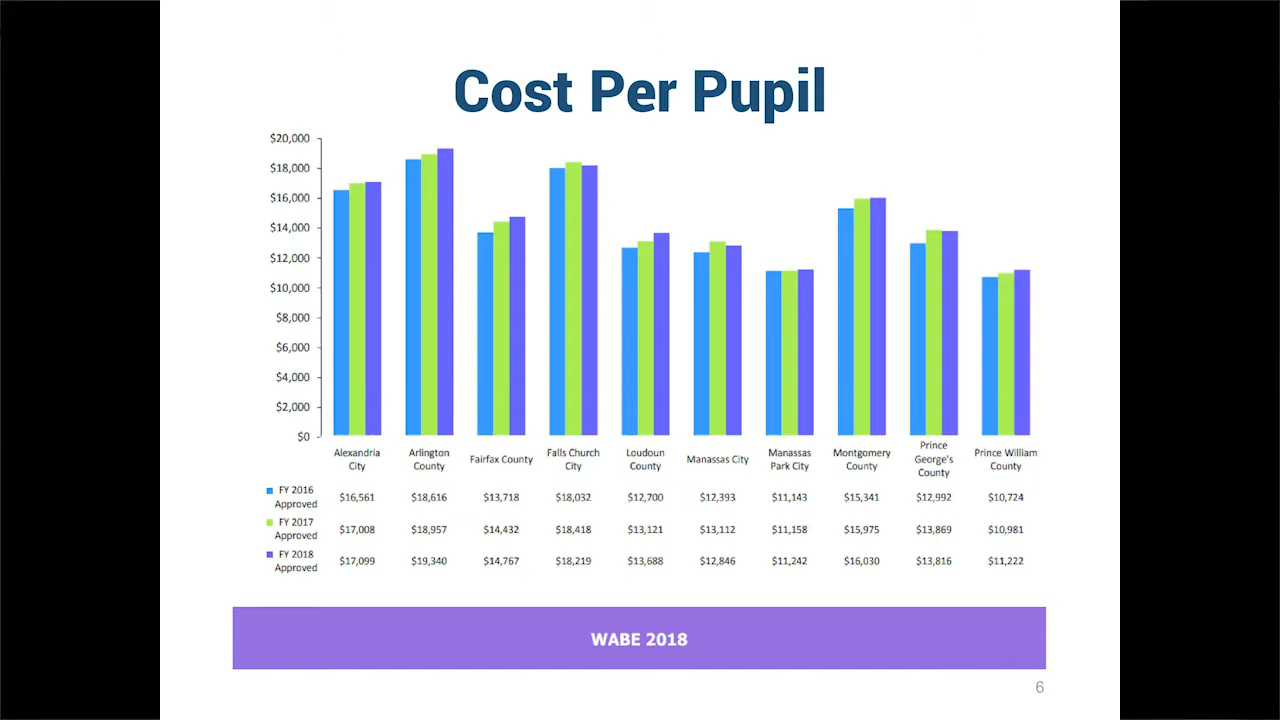 Cost Per Pupil
$20,000
$18,000
$16,000
$14,000
$12,000
$10,000
$8,000
$6,000
$4,000
$2,000
$0
Alexandria City
Arlington County
Fairfax County
Falls Church City
Loudoun County
Manassas City
Manassas Park City
Montgomery County
Prince George's County
Prince William County
FY 2016 Approved $16,561 $18,616 $13,718 $18,032 $12,700 $12,393 $11,143 $15,341 $12,992 $10,724
FY 2017 Approved $17,008 $18,957 $14,432 $18,418 $13,121 $13,112 $11,158 $15,975 $13,869 $10,981
FY 2018 Approved $17,099 $19,340 $14,767 $18,219 $13,688 $12,846 $11,242 $16,030 $13,816 $11,222
WABE 2018
6